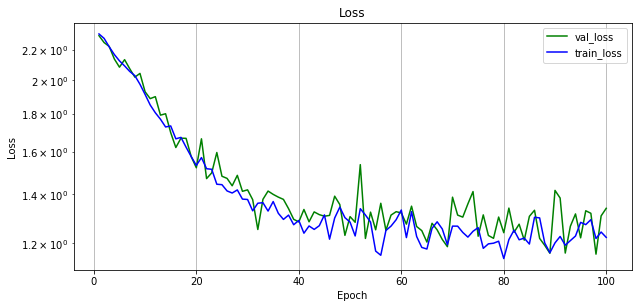 Loss
val_loss
train_loss
2.2 × 10⁰
2 × 10⁰
1.8 × 10⁰
1.6 × 10⁰
1.4 × 10⁰
1.2 × 10⁰
Loss
0 20 40 60 80 100
Epoch